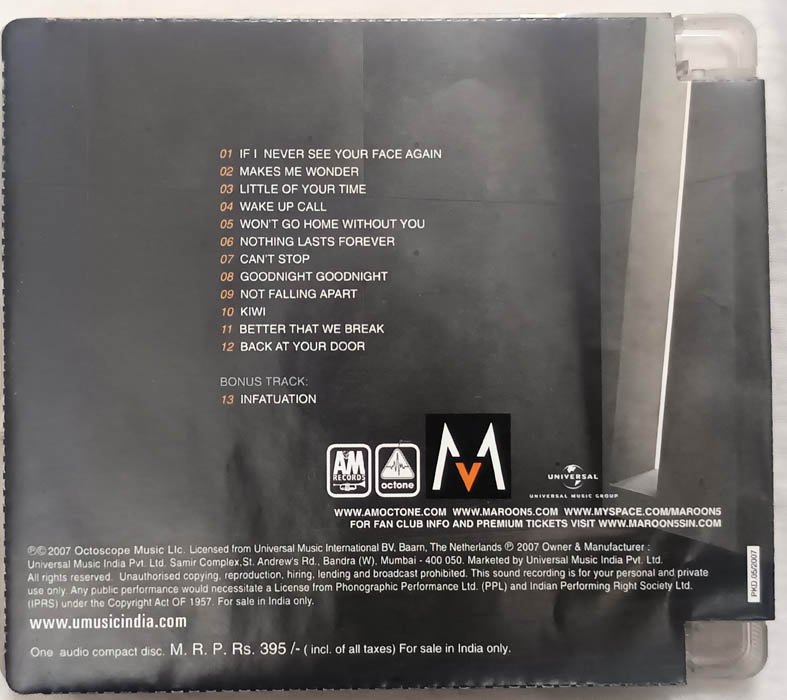 01 IF I NEVER SEE YOUR FACE AGAIN
02 MAKES ME WONDER
03 LITTLE OF YOUR TIME
04 WAKE UP CALL
05 WON'T GO HOME WITHOUT YOU
06 NOTHING LASTS FOREVER
07 CAN'T STOP
08 GOODNIGHT GOODNIGHT
09 NOT FALLING APART
10 KIWI
11 BETTER THAT WE BREAK
12 BACK AT YOUR DOOR
BONUS TRACK:
13 INFATUATION
AM
RECORDS
octone
M
UNIVERSAL
UNIVERSAL MUSIC GROUP
WWW.AMOCTONE.COM WWW.MAROON5.COM WWW.MYSPACE.COM/MAROON5
FOR FAN CLUB INFO AND PREMIUM TICKETS VISIT WWW.MAROON5SIN.COM
℗© 2007 Octoscope Music Llc. Licensed from Universal Music International BV, Baarn, The Netherlands ℗ 2007 Owner & Manufacturer :
Universal Music India Pvt. Ltd. Samir Complex,St. Andrew's Rd., Bandra (W), Mumbai - 400 050. Marketed by Universal Music India Pvt. Ltd.
All rights reserved. Unauthorised copying, reproduction, hiring, lending and broadcast prohibited. This sound recording is for your personal and private
use only. Any public performance would necessitate a License from Phonographic Performance Ltd. (PPL) and Indian Performing Right Society Ltd.
(IPRS) under the Copyright Act OF 1957. For sale in India only.
PKD.05/2007
www.umusicindia.com
One audio compact disc. M. R. P. Rs. 395 /- ( incl. of all taxes) For sale in India only.